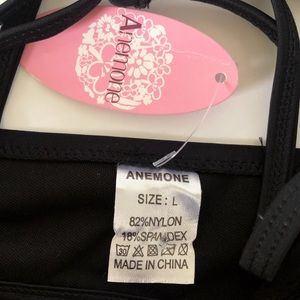 Anemone
ANEMONE
SIZE: L
82%NYLON
18%SPANDEX
MADE IN CHINA